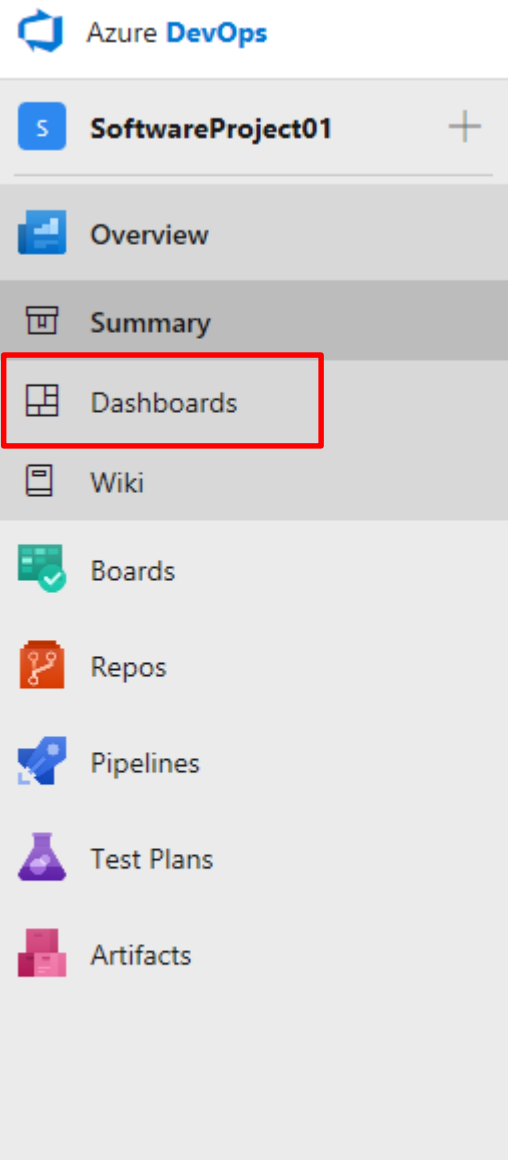 Azure DevOps
S SoftwareProject01
Overview
Summary
Dashboards
Wiki
Boards
Repos
Pipelines
Test Plans
Artifacts